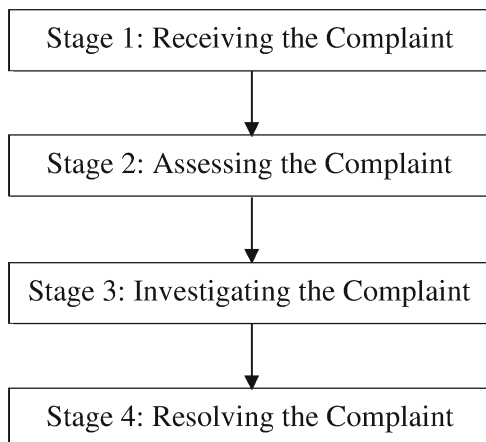 Stage 1: Receiving the Complaint
Stage 2: Assessing the Complaint
Stage 3: Investigating the Complaint
Stage 4: Resolving the Complaint